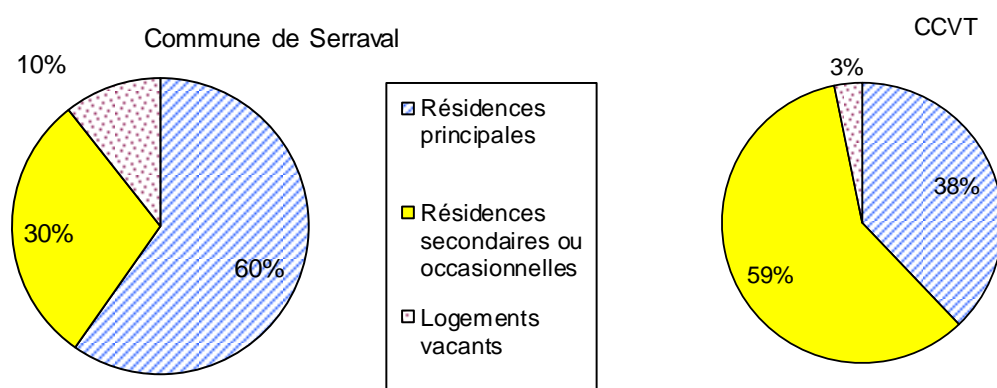 Commune de Serraval
10%
30%
60%
Résidences
principales
Résidences
secondaires ou
occasionnelles
Logements
vacants
CCVT
3%
38%
59%